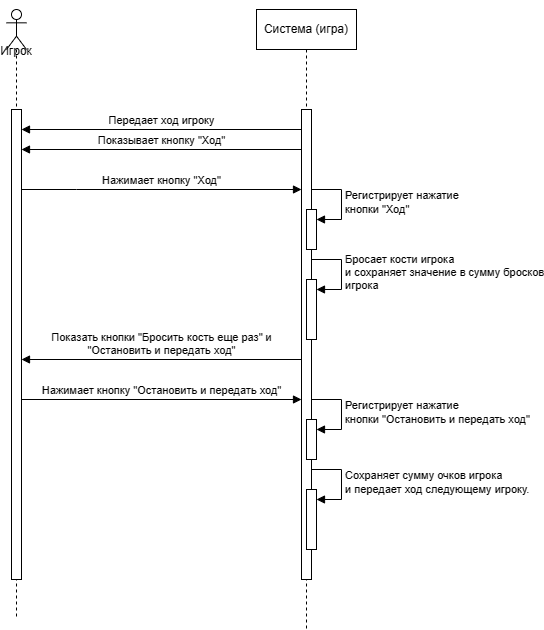 Игрок
Система (игра)
Передает ход игроку
Показывает кнопку "Ход"
Нажимает кнопку "Ход"
Регистрирует нажатие
кнопки "Ход"
Бросает кости игрока
и сохраняет значение в сумму бросков
игрока
Показать кнопки "Бросить кость еще раз" и
"Остановить и передать ход"
Нажимает кнопку "Остановить и передать ход"
Регистрирует нажатие
кнопки "Остановить и передать ход"
Сохраняет сумму очков игрока
и передает ход следующему игроку.